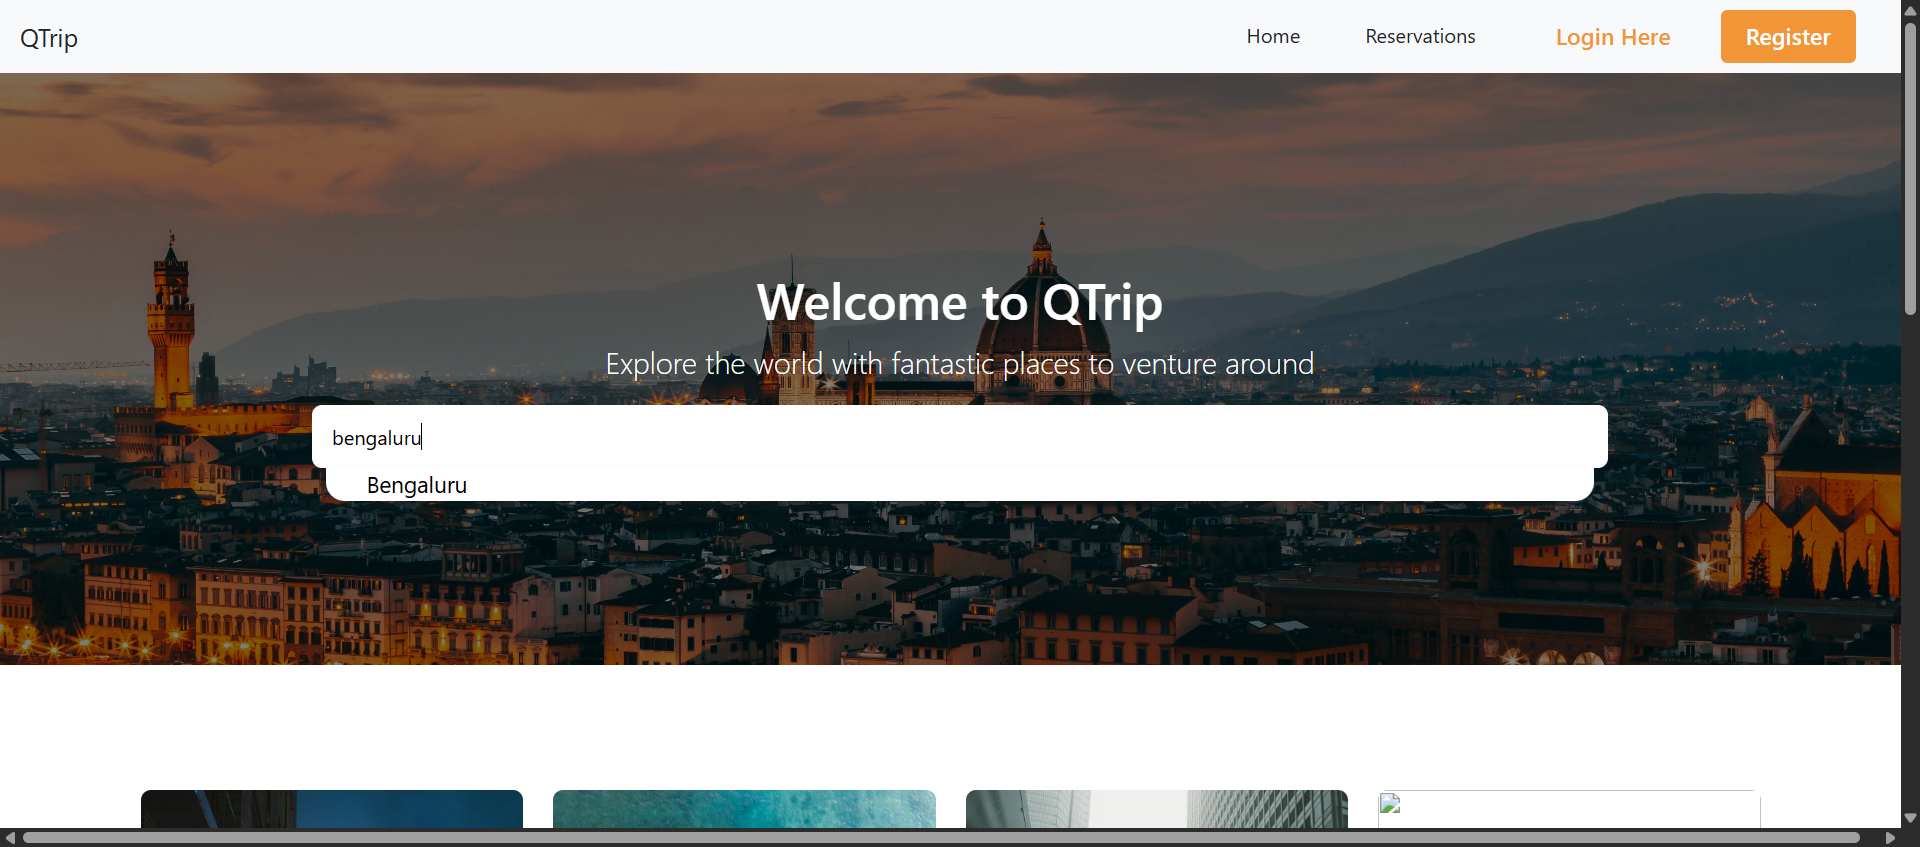 QTrip
Home
Reservations
Login Here
Register
Welcome to QTrip
Explore the world with fantastic places to venture around
bengaluru
Bengaluru